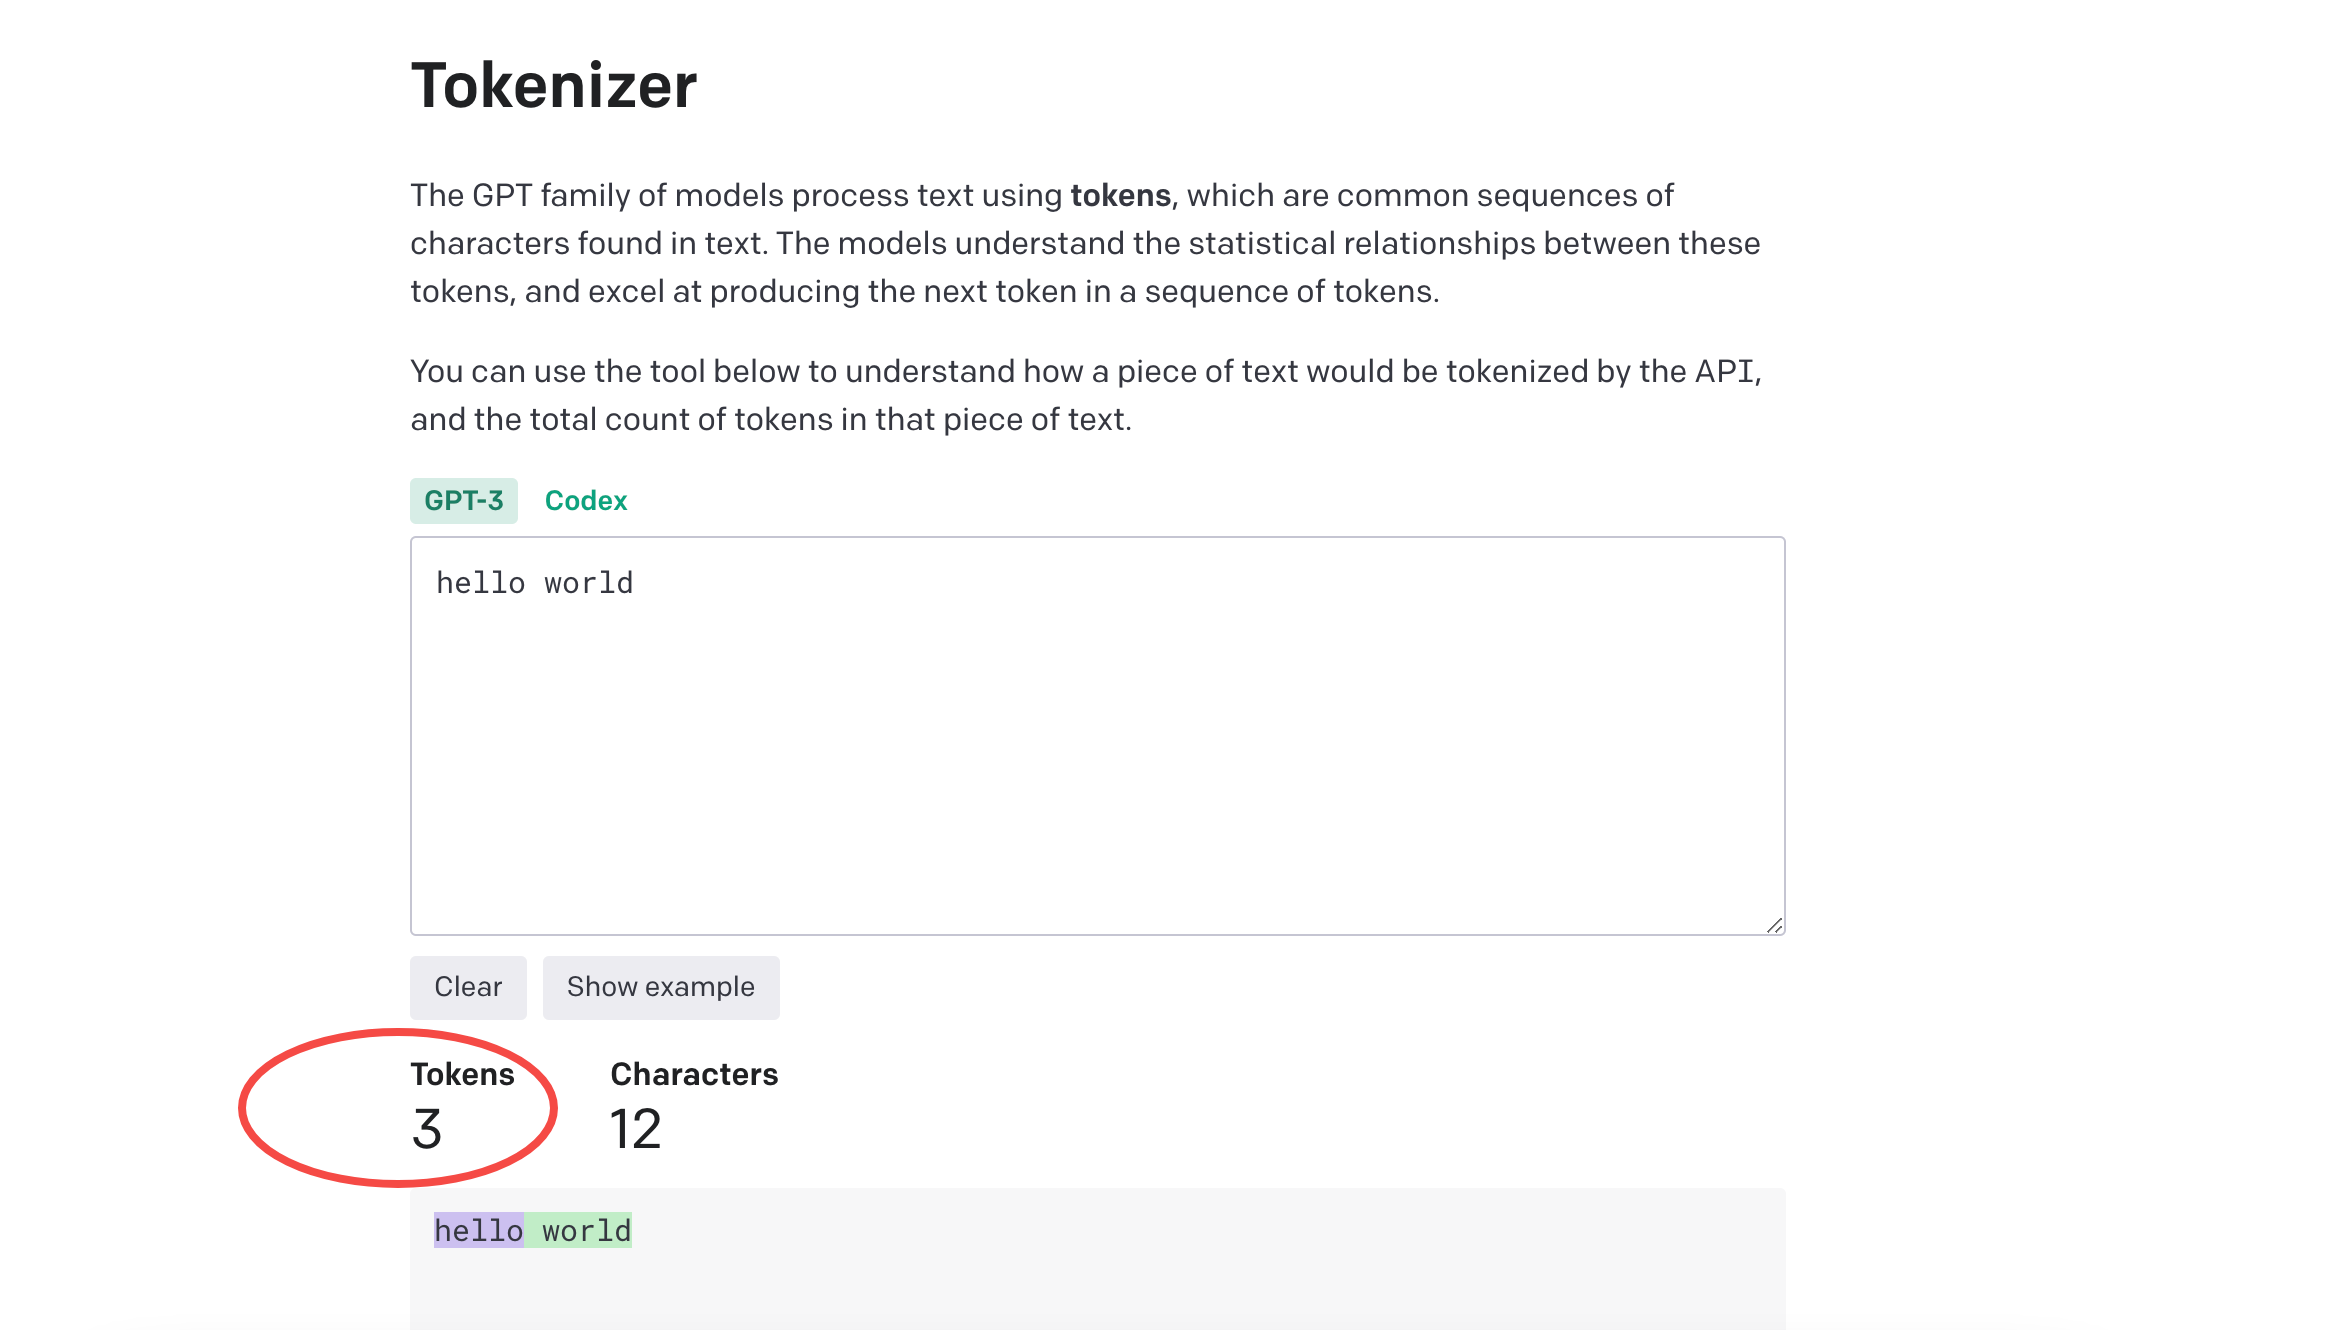 Tokenizer
The GPT family of models process text using tokens, which are common sequences of
characters found in text. The models understand the statistical relationships between these
tokens, and excel at producing the next token in a sequence of tokens.
You can use the tool below to understand how a piece of text would be tokenized by the API,
and the total count of tokens in that piece of text.
GPT-3 Codex
hello world
Clear Show example
Tokens Characters
3 12
hello world